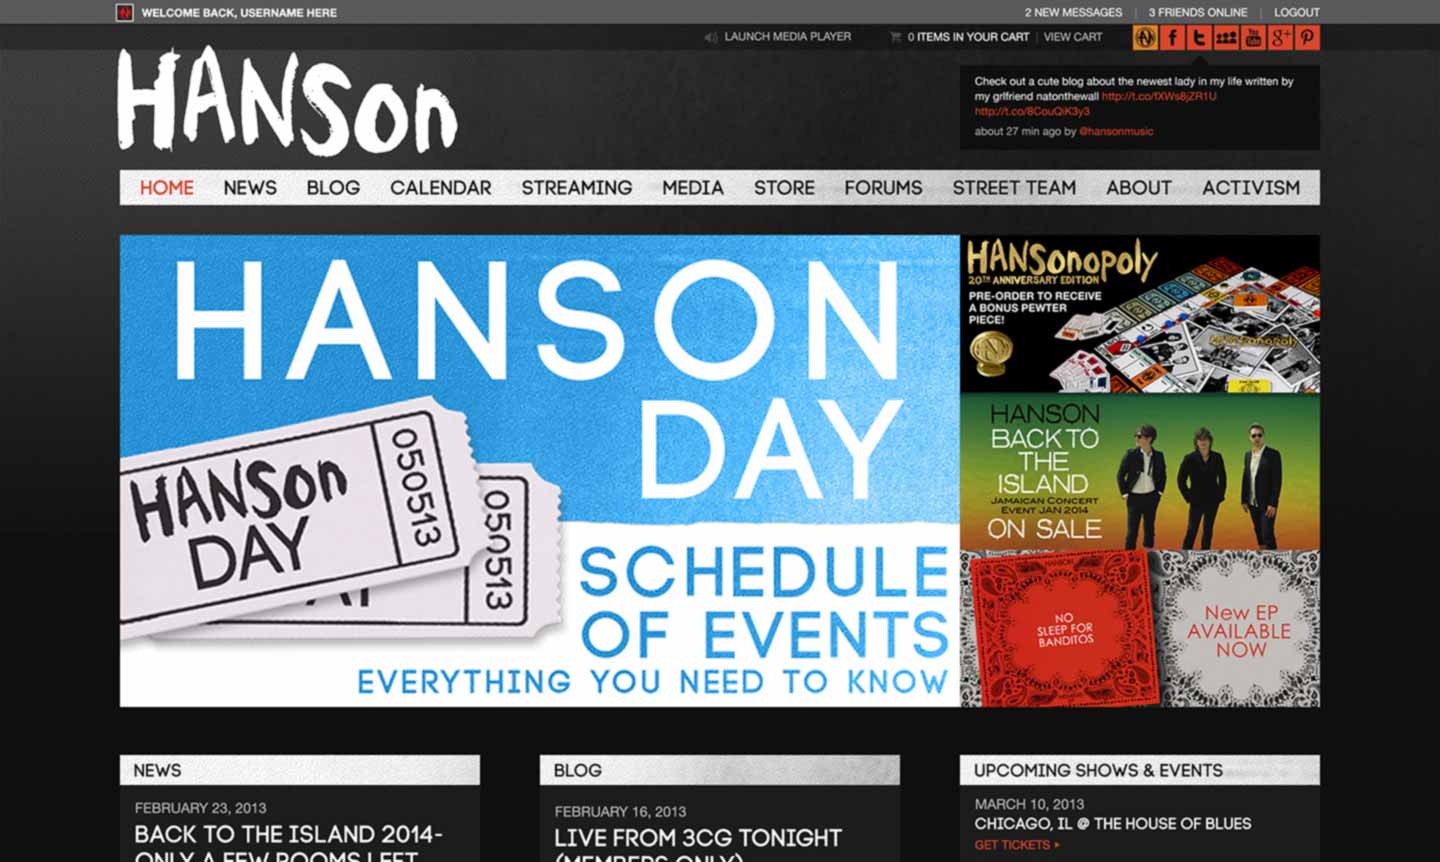 WELCOME BACK, USERNAME HERE
2 NEW MESSAGES | 3 FRIENDS ONLINE | LOGOUT
LAUNCH MEDIA PLAYER
0 ITEMS IN YOUR CART | VIEW CART
HANSon
Check out a cute blog about the newest lady in my life written by
my grlfriend natonthewall http://t.co/fXWs8jZR1U
http://t.co/8CouQiK3y3
about 27 min ago by @hansonmusic
HOME NEWS BLOG CALENDAR STREAMING MEDIA STORE FORUMS STREET TEAM ABOUT ACTIVISM
HANSON
DAY
HANSon
DAY
050513
050513
SCHEDULE
OF EVENTS
EVERYTHING YOU NEED TO KNOW
HANSonopoly
20TH ANNIVERSARY EDITION
PRE-ORDER TO RECEIVE
A BONUS PEWTER
PIECE!
HANSON
BACK TO
THE
ISLAND
JAMAICAN CONCERT
EVENT JAN 2014
ON SALE
NO
SLEEP FOR
BANDITOS
New EP
AVAILABLE
NOW
NEWS
FEBRUARY 23, 2013
BACK TO THE ISLAND 2014-
ONLY A FEW ROOMS LEFT
BLOG
FEBRUARY 16, 2013
LIVE FROM 3CG TONIGHT
(MEMBERS ONLY)
UPCOMING SHOWS & EVENTS
MARCH 10, 2013
CHICAGO, IL @ THE HOUSE OF BLUES
GET TICKETS